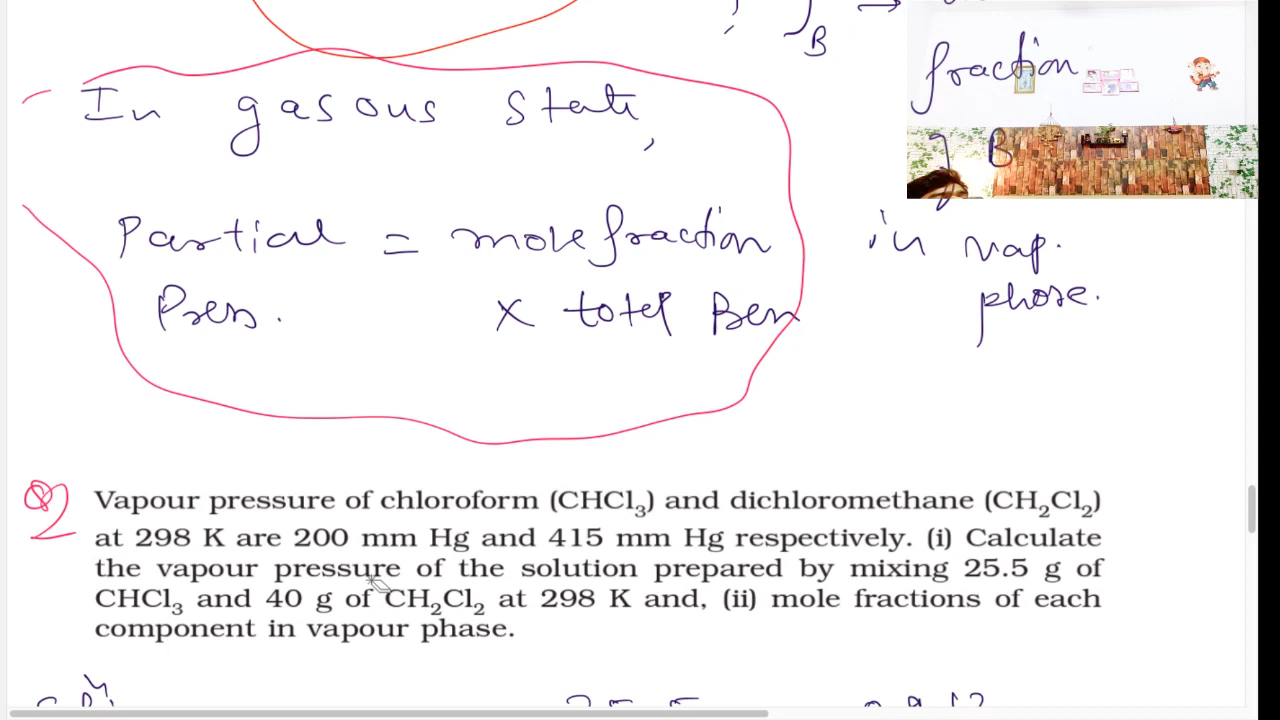 B
fraction
In gasous state,
B
Partial = mole fraction
in vap.
Pres.
x total
phose.
Q2
Vapour pressure of chloroform (CHCl₃) and dichloromethane (CH₂Cl₂)
at 298 K are 200 mm Hg and 415 mm Hg respectively. (i) Calculate
the vapour pressure of the solution prepared by mixing 25.5 g of
CHCl₃ and 40 g of CH₂Cl₂ at 298 K and, (ii) mole fractions of each
component in vapour phase.